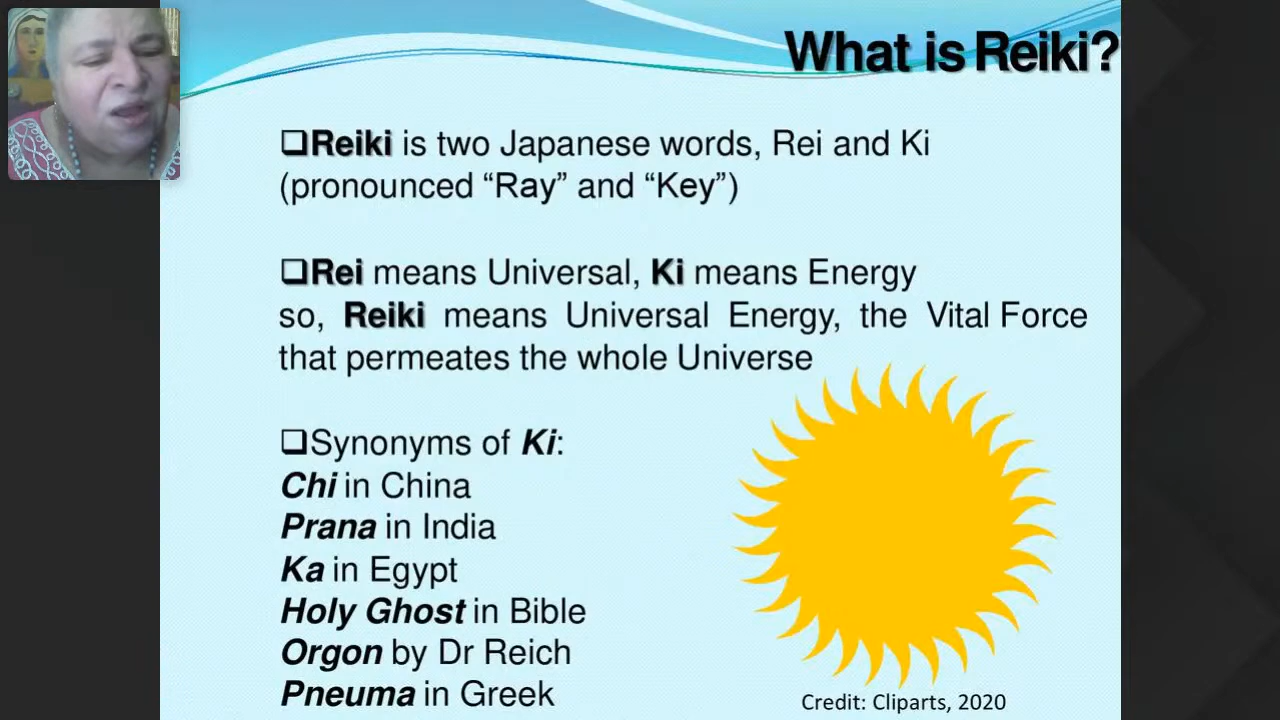 What is Reiki?
❑Reiki is two Japanese words, Rei and Ki
(pronounced “Ray” and “Key”)
❑Rei means Universal, Ki means Energy
so, Reiki means Universal Energy, the Vital Force
that permeates the whole Universe
❑Synonyms of Ki:
Chi in China
Prana in India
Ka in Egypt
Holy Ghost in Bible
Orgon by Dr Reich
Pneuma in Greek
Credit: Cliparts, 2020